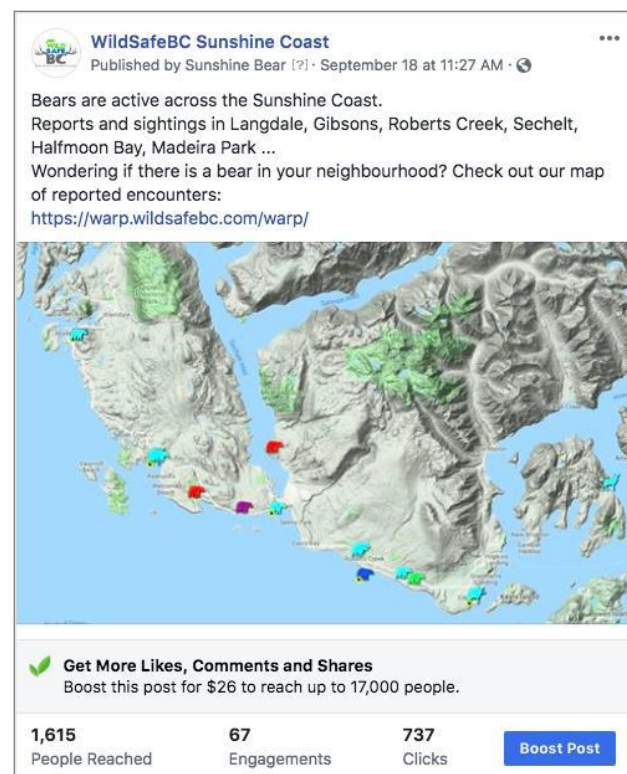 WILD
SAFE
BC
WildSafeBC Sunshine Coast
Published by Sunshine Bear [?] · September 18 at 11:27 AM ·
Bears are active across the Sunshine Coast.
Reports and sightings in Langdale, Gibsons, Roberts Creek, Sechelt,
Halfmoon Bay, Madeira Park ...
Wondering if there is a bear in your neighbourhood? Check out our map
of reported encounters:
https://warp.wildsafebc.com/warp/
Get More Likes, Comments and Shares
Boost this post for $26 to reach up to 17,000 people.
1,615
People Reached
67
Engagements
737
Clicks
Boost Post